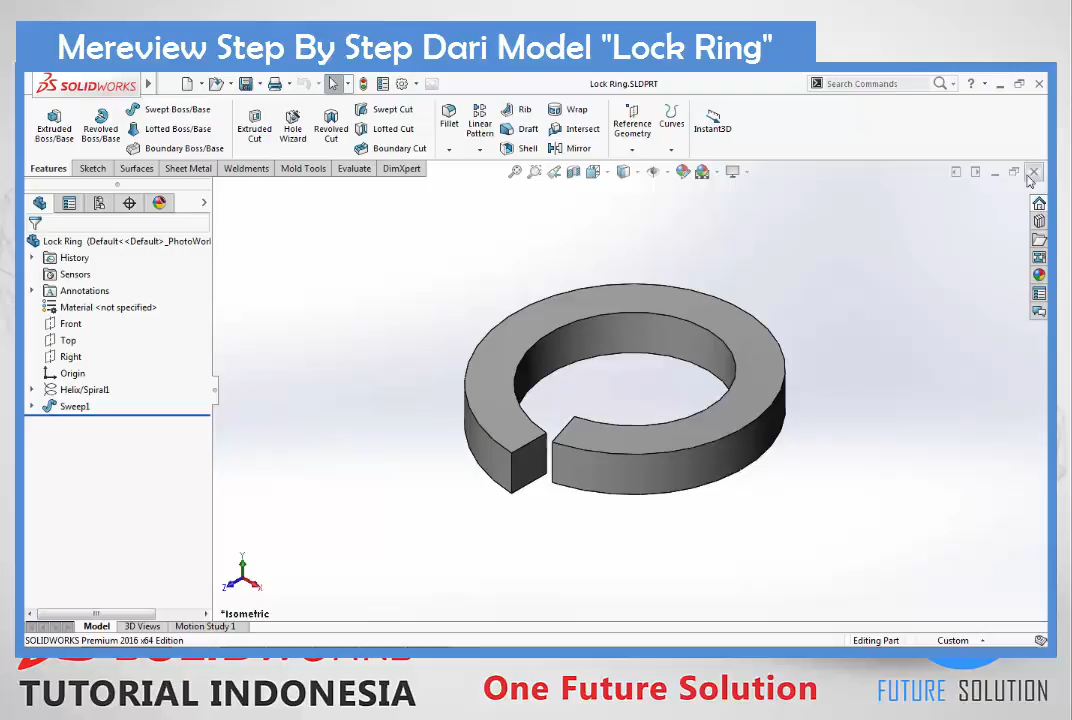 Mereview Step By Step Dari Model "Lock Ring"
SOLIDWORKS
Lock Ring.SLDPRT
Search Commands
Extruded Boss/Base
Revolved Boss/Base
Swept Boss/Base
Lofted Boss/Base
Boundary Boss/Base
Extruded Cut
Hole Wizard
Revolved Cut
Swept Cut
Lofted Cut
Boundary Cut
Fillet
Linear Pattern
Rib
Draft
Shell
Wrap
Intersect
Mirror
Reference Geometry
Curves
Instant3D
Features Sketch Surfaces Sheet Metal Weldments Mold Tools Evaluate DimXpert
Lock Ring (Default<<Default>_PhotoWorl
History
Sensors
Annotations
Material <not specified>
Front
Top
Right
Origin
Helix/Spiral1
Sweep1
Y
Z
X
*Isometric
Model 3D Views Motion Study 1
SOLIDWORKS Premium 2016 x64 Edition
Editing Part
Custom
TUTORIAL INDONESIA
One Future Solution
FUTURE SOLUTION